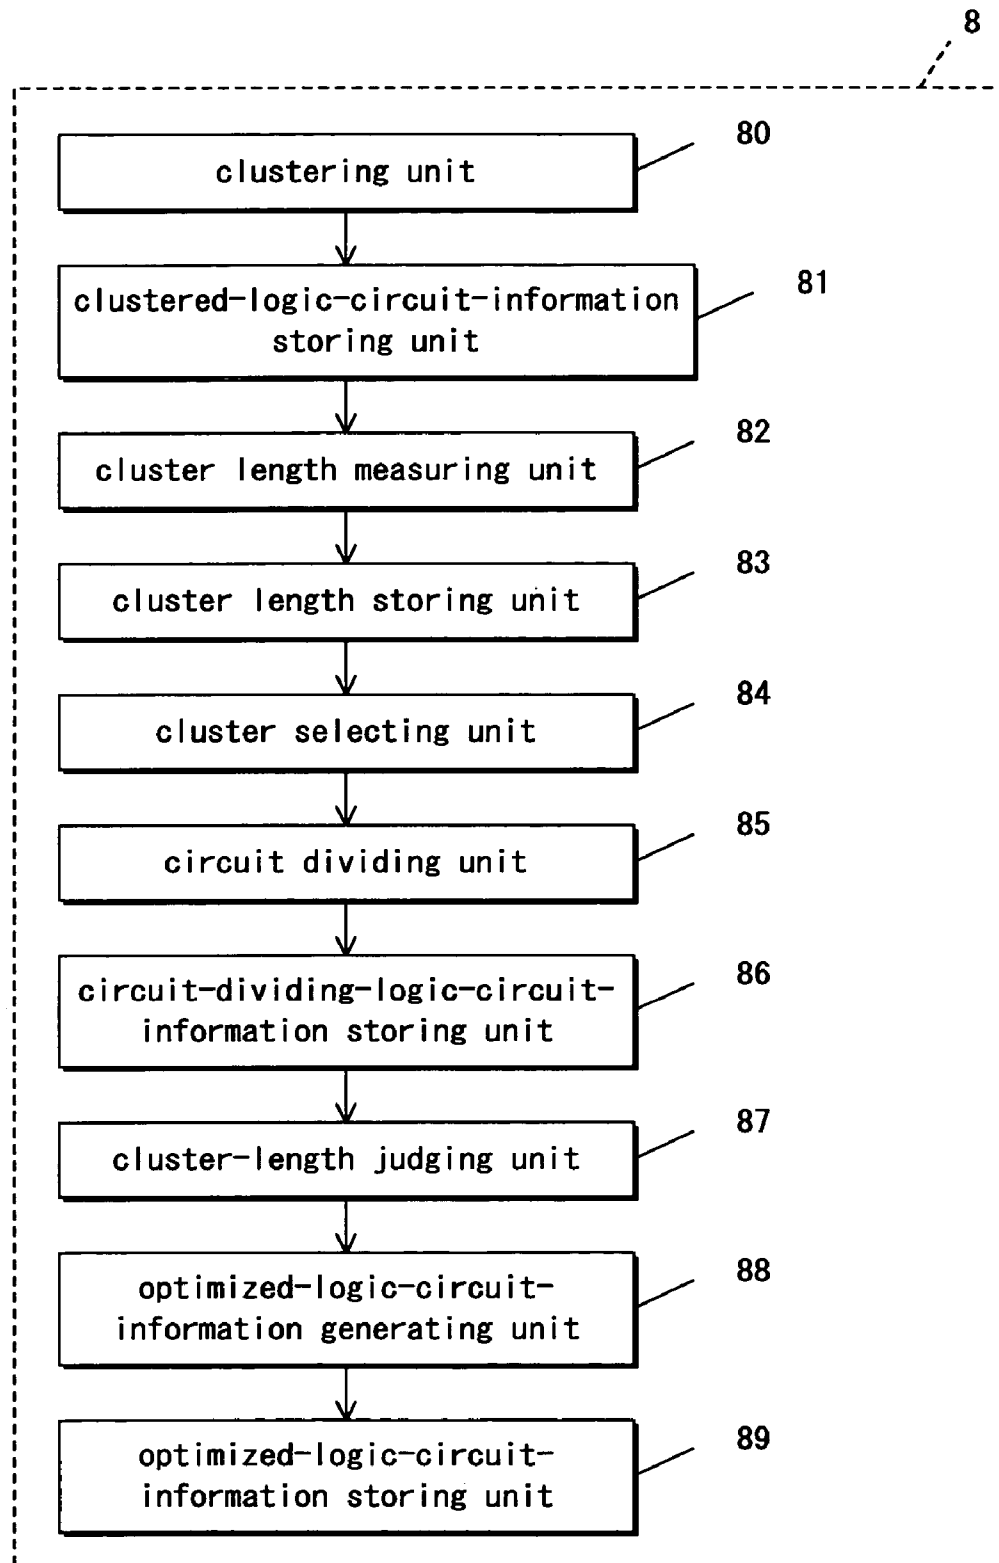 8
80
clustering unit
81
clustered-logic-circuit-information
storing unit
82
cluster length measuring unit
83
cluster length storing unit
84
cluster selecting unit
85
circuit dividing unit
86
circuit-dividing-logic-circuit-
information storing unit
87
cluster-length judging unit
88
optimized-logic-circuit-
information generating unit
89
optimized-logic-circuit-
information storing unit